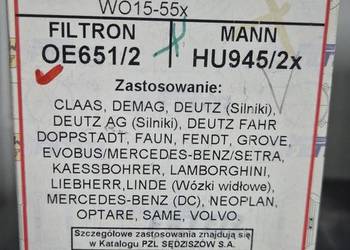 WO15-55x
FILTRON MANN
OE651/2 HU945/2x
Zastosowanie:
CLAAS, DEMAG, DEUTZ (Silniki),
DEUTZ AG (Silniki), DEUTZ FAHR
DOPPSTADT, FAUN, FENDT, GROVE,
EVOBUS/MERCEDES-BENZ/SETRA,
KAESSBOHRER, LAMBORGHINI,
LIEBHERR,LINDE (Wózki widłowe),
MERCEDES-BENZ (DC), NEOPLAN,
OPTARE, SAME, VOLVO.
Szczegółowe zastosowania znajdują się
w Katalogu PZL SĘDZISZÓW S.A.